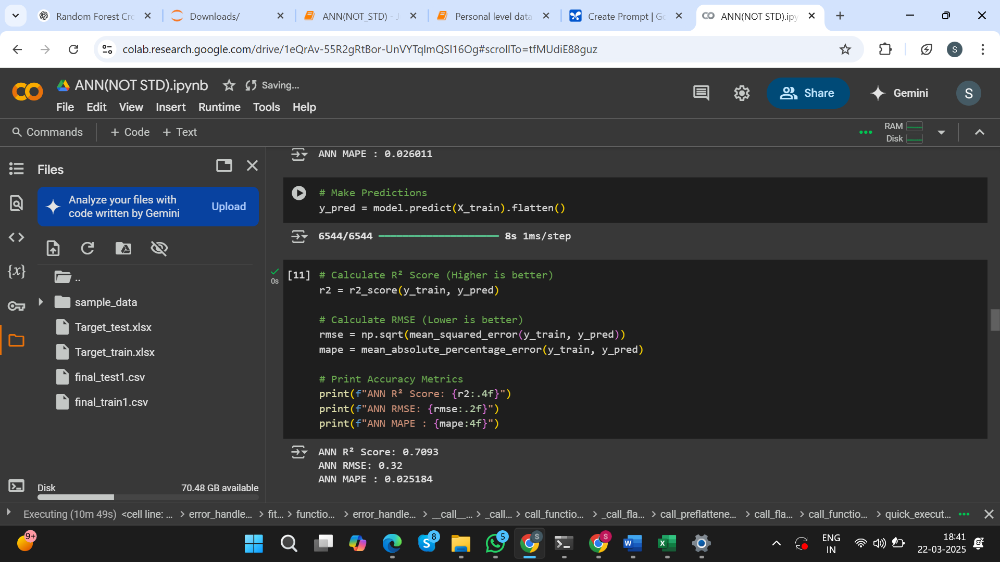 Random Forest Cro
Downloads/
ANN(NOT_STD) - J
Personal level data
Create Prompt | Go
ANN(NOT STD).ipy
colab.research.google.com/drive/1eQrAv-55R2gRtBor-UnVYTqlmQSl16Og#scrollTo=tfMUdiE88guz
S
ANN(NOT STD).ipynb
Saving...
File Edit View Insert Runtime Tools Help
Share
Gemini
S
Commands
+ Code
+ Text
RAM
Disk
Files
Analyze your files with
code written by Gemini
Upload
..
sample_data
Target_test.xlsx
Target_train.xlsx
final_test1.csv
final_train1.csv
Disk
70.48 GB available
ANN MAPE : 0.026011
# Make Predictions
y_pred = model.predict(X_train).flatten()
6544/6544 8s 1ms/step
[11]
0s
# Calculate R² Score (Higher is better)
r2 = r2_score(y_train, y_pred)
# Calculate RMSE (Lower is better)
rmse = np.sqrt(mean_squared_error(y_train, y_pred))
mape = mean_absolute_percentage_error(y_train, y_pred)
# Print Accuracy Metrics
print(f"ANN R² Score: {r2:.4f}")
print(f"ANN RMSE: {rmse:.2f}")
print(f"ANN MAPE : {mape:4f}")
ANN R² Score: 0.7093
ANN RMSE: 0.32
ANN MAPE : 0.025184
Executing (10m 49s) <cell line: ... > error_handle... > fit... > functio... > error_handle... > __call__... > _call... > call_functio... > _call_fla... > call_preflattene... > call_fla... > call_functio... > quick_execut...
9+
8
5
S
S
ENG
IN
18:41
22-03-2025